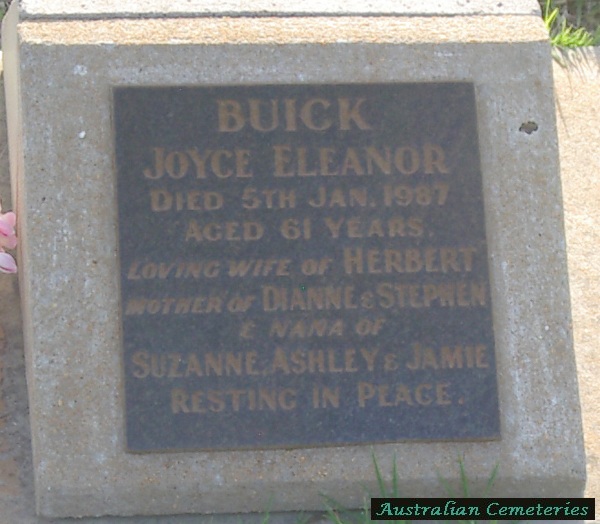 BUICK
JOYCE ELEANOR
DIED 5TH JAN. 1987
AGED 61 YEARS.
LOVING WIFE OF HERBERT
MOTHER OF DIANNE & STEPHEN
& NANA OF
SUZANNE, ASHLEY & JAMIE
RESTING IN PEACE.
Australian Cemeteries